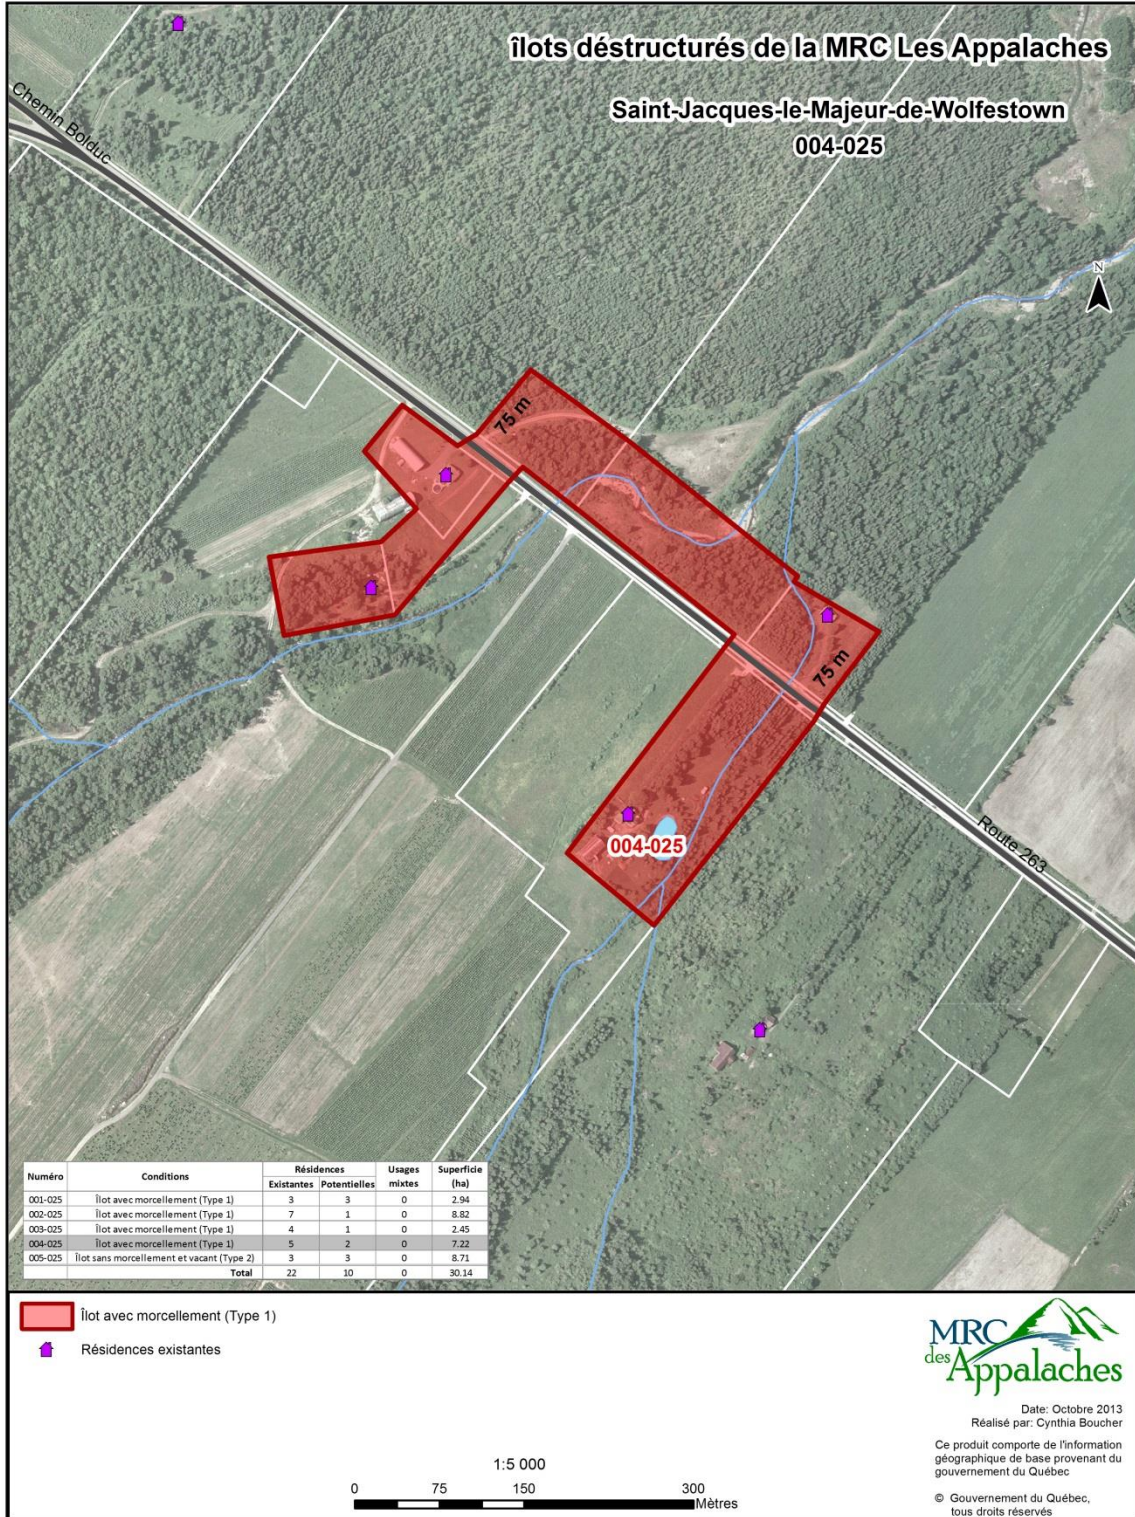 îlots déstructurés de la MRC Les Appalaches
Saint-Jacques-le-Majeur-de-Wolfestown
004-025
Chemin Bolduc
N
75 m
75 m
004-025
Route 263
Numéro Conditions Résidences Usages mixtes Superficie (ha)
Existantes Potentielles
001-025 Îlot avec morcellement (Type 1) 3 3 0 2.94
002-025 Îlot avec morcellement (Type 1) 7 1 0 8.82
003-025 Îlot avec morcellement (Type 1) 4 1 0 2.45
004-025 Îlot avec morcellement (Type 1) 5 2 0 7.22
005-025 Îlot sans morcellement et vacant (Type 2) 3 3 0 8.71
Total 22 10 0 30.14
Îlot avec morcellement (Type 1)
Résidences existantes
1:5 000
0 75 150 300
Mètres
MRC
des Appalaches
Date: Octobre 2013
Réalisé par: Cynthia Boucher
Ce produit comporte de l'information
géographique de base provenant du
gouvernement du Québec
© Gouvernement du Québec,
tous droits réservés